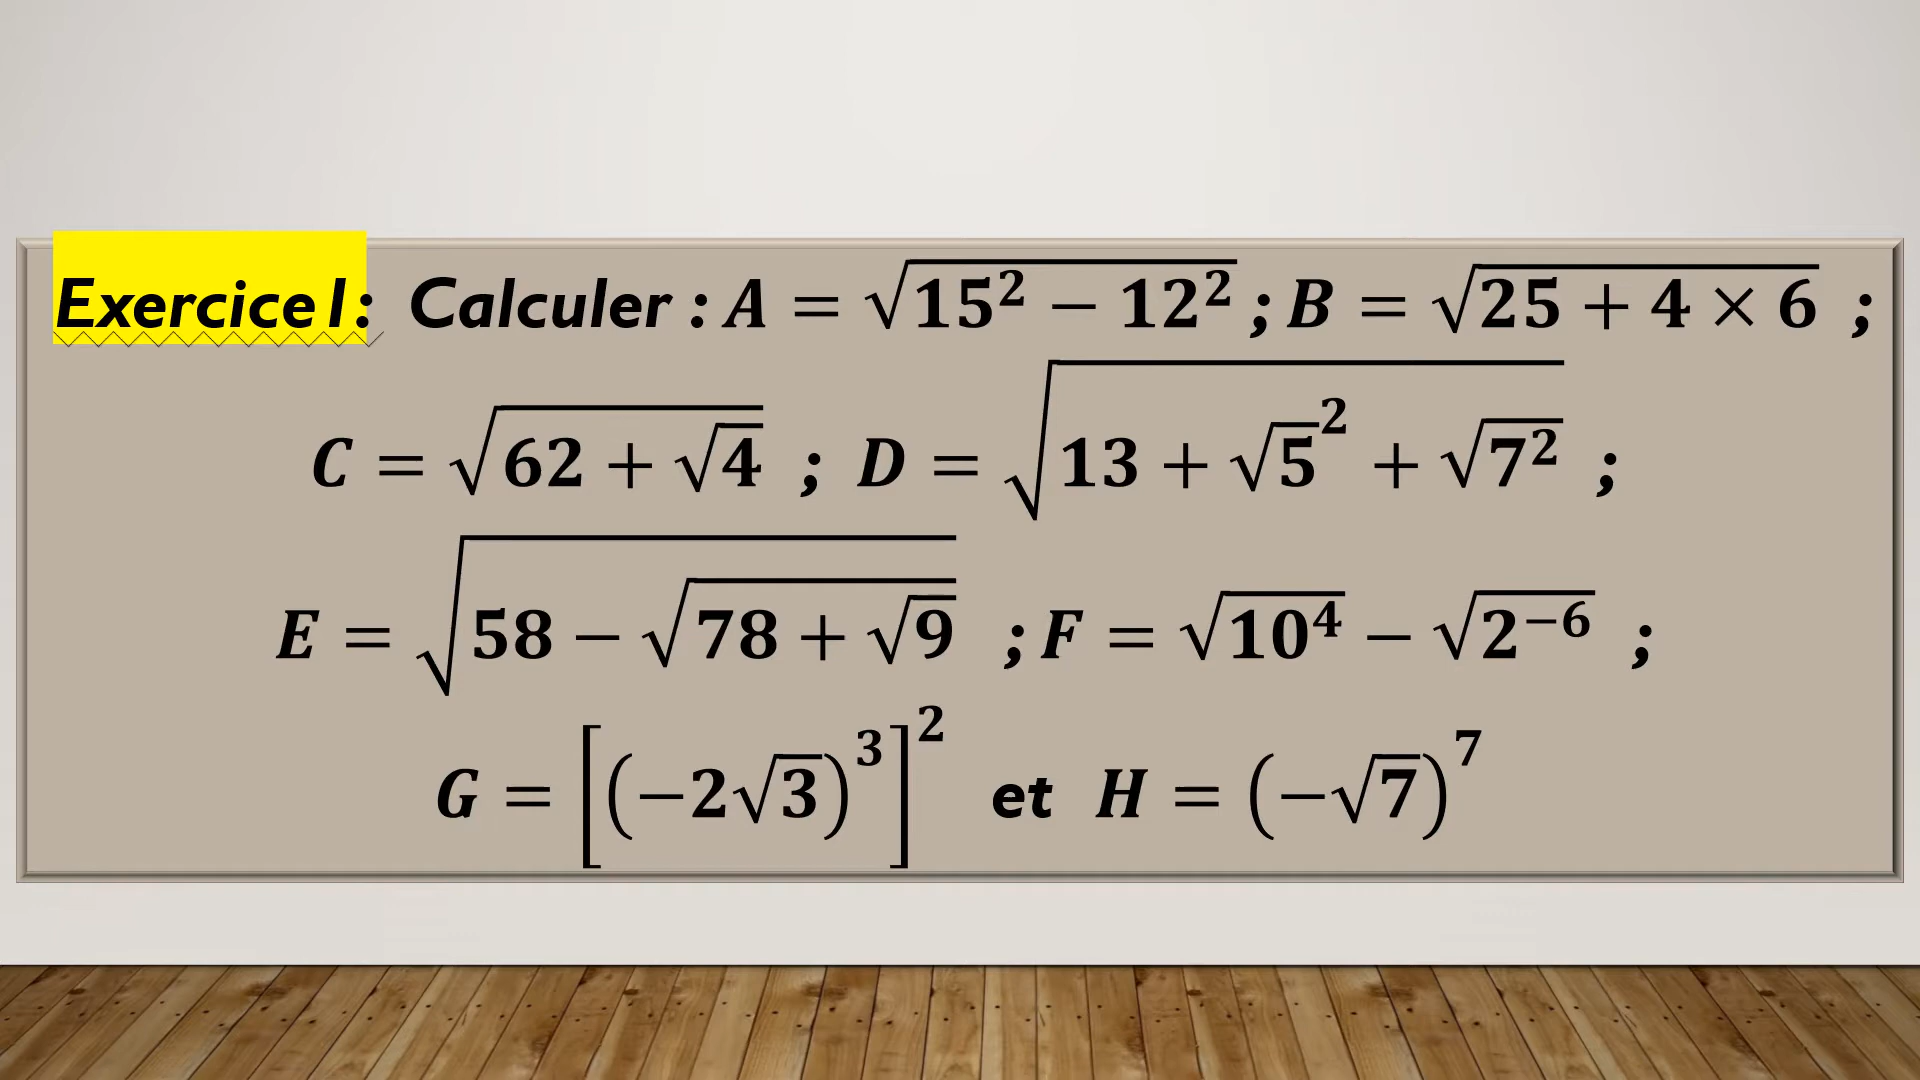 Exercice1: Calculer : A = √(15² − 12²) ; B = √(25 + 4 × 6) ;
C = √(62 + √4) ; D = √(13 + √5² + √(7²)) ;
E = √(58 − √(78 + √9)) ; F = √(10⁴) − √(2⁻⁶) ;
G = [(−2√3)³]² et H = (−√7)⁷